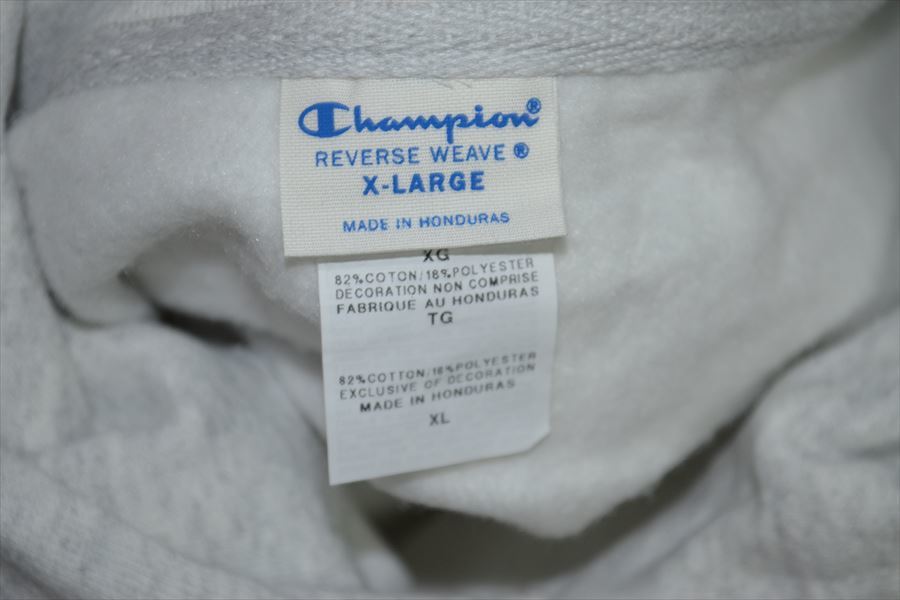 Champion®
REVERSE WEAVE ®
X-LARGE
MADE IN HONDURAS
XG
82%COTON/18%POLYESTER
DECORATION NON COMPRISE
FABRIQUE AU HONDURAS
TG
82%COTTON/18%POLYESTER
EXCLUSIVE OF DECORATION
MADE IN HONDURAS
XL